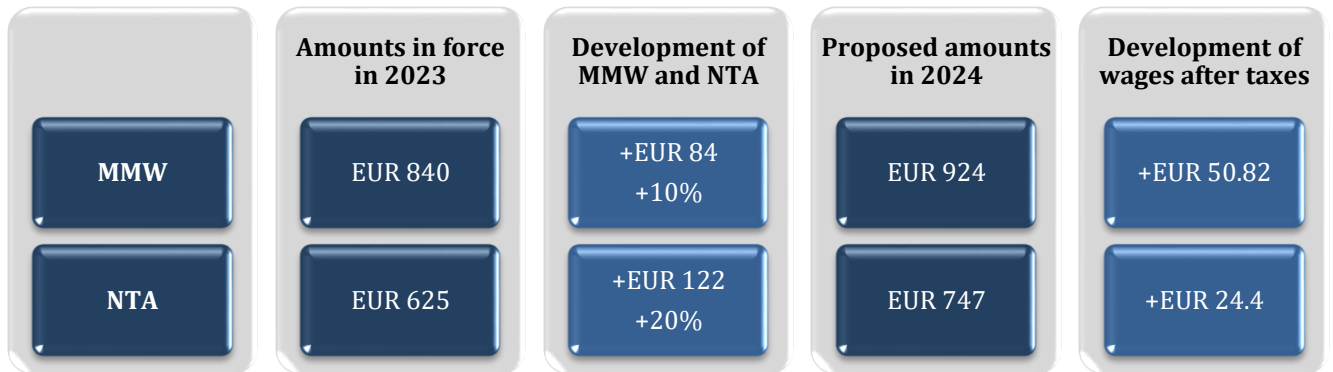 Amounts in force
in 2023
Development of
MMW and NTA
Proposed amounts
in 2024
Development of
wages after taxes
MMW
EUR 840
+EUR 84
+10%
EUR 924
+EUR 50.82
NTA
EUR 625
+EUR 122
+20%
EUR 747
+EUR 24.4